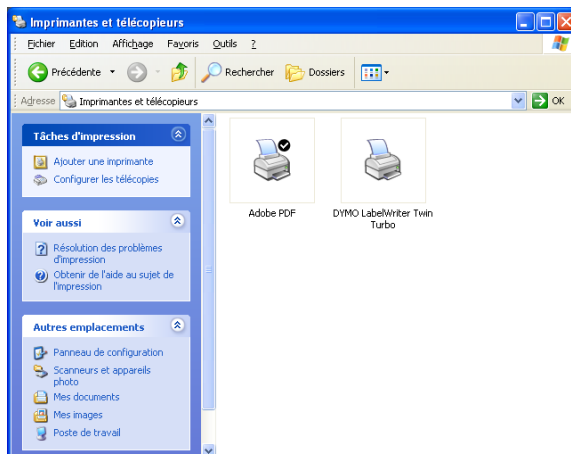 Imprimantes et télécopieurs
Fichier Edition Affichage Favoris Outils ?
Précédente Rechercher Dossiers
Adresse Imprimantes et télécopieurs OK
Tâches d'impression
Ajouter une imprimante
Configurer les télécopies
Voir aussi
Résolution des problèmes
d'impression
Obtenir de l'aide au sujet de
l'impression
Autres emplacements
Panneau de configuration
Scanneurs et appareils
photo
Mes documents
Mes images
Poste de travail
Adobe PDF
DYMO LabelWriter Twin
Turbo